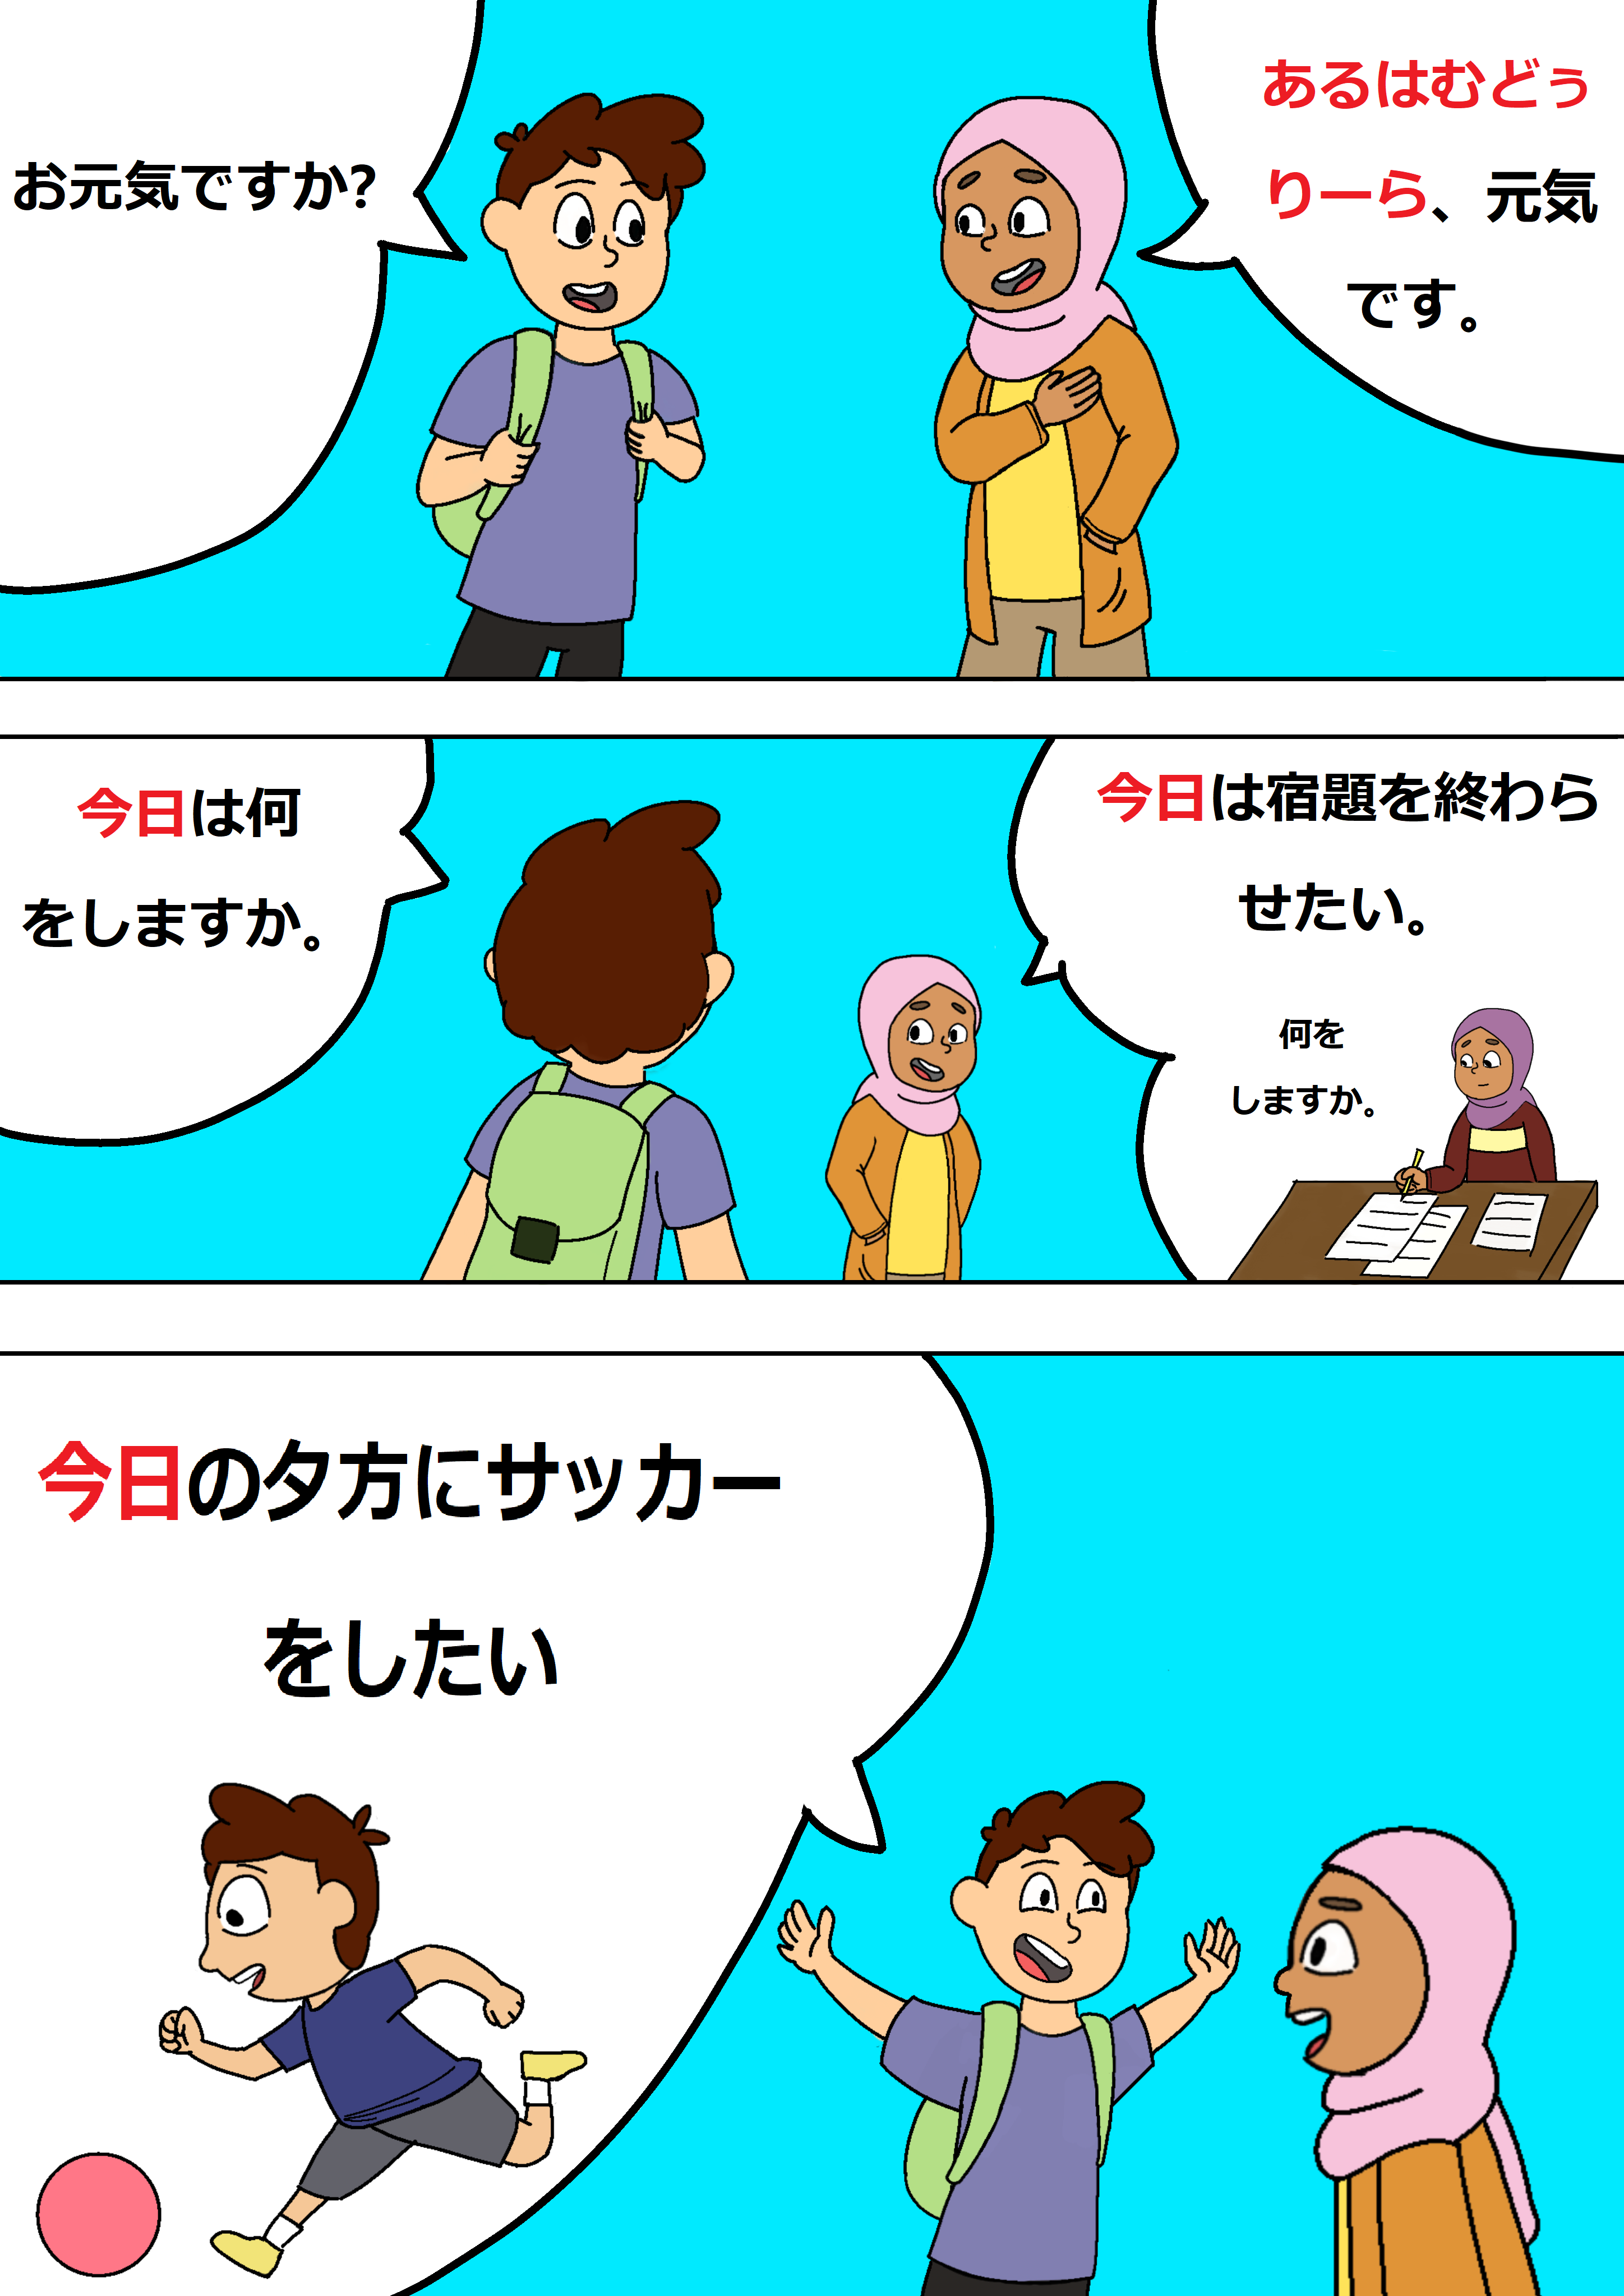 お元気ですか?
あるはむどぅ
りーら、元気
です。
今日は何
をしますか。
今日は宿題を終わら
せたい。
何を
しますか。
今日の夕方にサッカー
をしたい